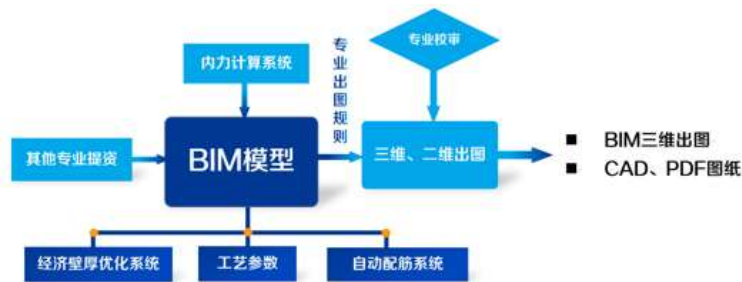 专业校审
内力计算系统
专业出图规则
其他专业提资
BIM模型
三维、二维出图
BIM三维出图
CAD、PDF图纸
经济壁厚优化系统
工艺参数
自动配筋系统